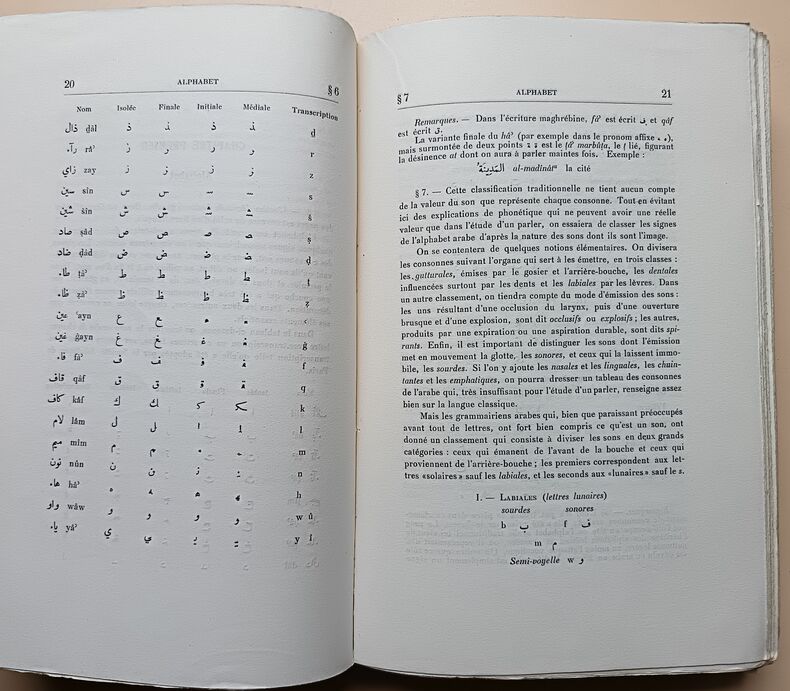 20 ALPHABET § 6
Nom Isolée Finale Initiale Médiale Transcription
ذال ḏâl ذ ذ ذ ذ ḏ
راء râʾ ر ر ر ر r
زاي zay ز ز ز ز z
سين sîn س س س س s
شين šîn ش ش ش ش š
صاد ṣâd ص ص ص ص ṣ
ضاد ḍâd ض ض ض ض ḍ
طاء ṭâʾ ط ط ط ط ṭ
ظاء ẓâʾ ظ ظ ظ ظ ẓ
عين ʿayn ع ع ع ع ʿ
غين ġayn غ غ غ غ ġ
فاء fâʾ ف ف ف ف f
قاف qâf ق ق ق ق q
كاف kâf ك ك ك ك k
لام lâm ل ل ل ل l
ميم mîm م م م م m
نون nûn ن ن ن ن n
هاء hâʾ ه ه ه ه h
واو wâw و و و و w û
ياء yâʾ ي ي ي ي y î
§ 7 ALPHABET 21
Remarques. — Dans l'écriture maghrébine, fâʾ est écrit ڢ et qâf
est écrit ڧ.
La variante finale du hâʾ (par exemple dans le pronom affixe ه ه),
mais surmontée de deux points ة ة est le tâʾ marbûṭa, le t lié, figurant
la désinence at dont on aura à parler maintes fois. Exemple :
المَدِينَةُ al-madînatᵘ la cité
§ 7. — Cette classification traditionnelle ne tient aucun compte
de la valeur du son que représente chaque consonne. Tout en évitant
ici des explications de phonétique qui ne peuvent avoir une réelle
valeur que dans l'étude d'un parler, on essaiera de classer les signes
de l'alphabet arabe d'après la nature des sons dont ils sont l'image.
On se contentera de quelques notions élémentaires. On divisera
les consonnes suivant l'organe qui sert à les émettre, en trois classes :
les gutturales, émises par le gosier et l'arrière-bouche, les dentales
influencées surtout par les dents et les labiales par les lèvres. Dans
un autre classement, on tiendra compte du mode d'émission des sons :
les uns résultant d'une occlusion du larynx, puis d'une ouverture
brusque et d'une explosion, sont dits occlusifs ou explosifs ; les autres,
produits par une expiration ou une aspiration durable, sont dits spi-
rants. Enfin, il est important de distinguer les sons dont l'émission
met en mouvement la glotte, les sonores, et ceux qui la laissent immo-
bile, les sourdes. Si l'on y ajoute les nasales et les linguales, les chuin-
tantes et les emphatiques, on pourra dresser un tableau des consonnes
de l'arabe qui, très insuffisant pour l'étude d'un parler, renseigne assez
bien sur la langue classique.
Mais les grammairiens arabes qui, bien que paraissant préoccupés
avant tout de lettres, ont fort bien compris ce qu'est un son, ont
donné un classement qui consiste à diviser les sons en deux grands
catégories : ceux qui émanent de l'avant de la bouche et ceux qui
proviennent de l'arrière-bouche ; les premiers correspondent aux let-
tres «solaires» sauf les labiales, et les seconds aux «lunaires» sauf le s.
I. — LABIALES (lettres lunaires)
sourdes sonores
b ب f ف
m م
Semi-voyelle w و